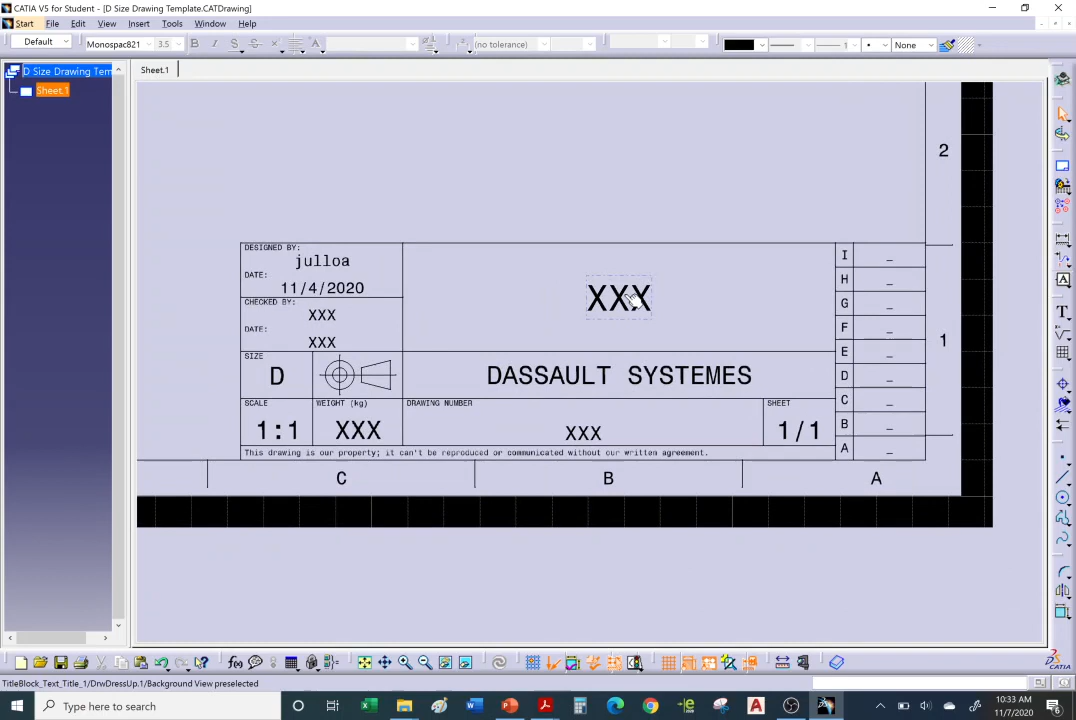 CATIA V5 for Student - [D Size Drawing Template.CATDrawing]
Start File Edit View Insert Tools Window Help
Default Monospac821 3.5 B I S S × A (no tolerance) 1 None
D Size Drawing Tem
Sheet.1
Sheet.1
2
DESIGNED BY:
julloa
DATE:
11/4/2020
CHECKED BY:
XXX
DATE:
XXX
XXX
I _
H _
G _
F _
E _
D _
C _
B _
A _
1
SIZE
D
DASSAULT SYSTEMES
SCALE
1:1
WEIGHT (kg)
XXX
DRAWING NUMBER
XXX
SHEET
1/1
This drawing is our property; it can't be reproduced or communicated without our written agreement.
C B A
TitleBlock_Text_Title_1/DrwDressUp.1/Background View preselected
Type here to search
10:33 AM
11/7/2020
6